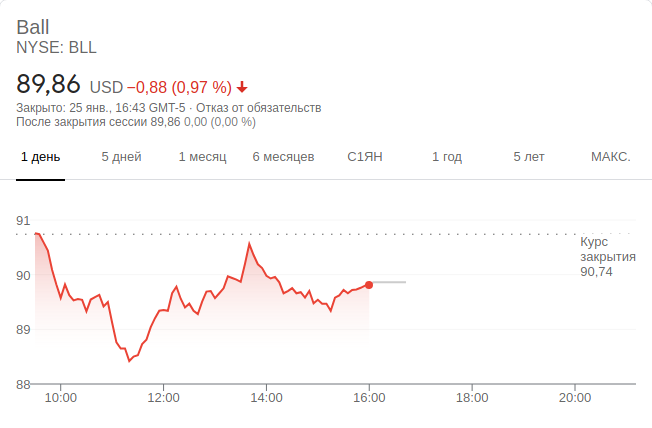 Ball
NYSE: BLL
89,86 USD −0,88 (0,97 %)
Закрыто: 25 янв., 16:43 GMT-5 · Отказ от обязательств
После закрытия сессии 89,86 0,00 (0,00 %)
1 день 5 дней 1 месяц 6 месяцев С1ЯН 1 год 5 лет МАКС.
91
Курс
закрытия
90,74
90
89
88
10:00 12:00 14:00 16:00 18:00 20:00